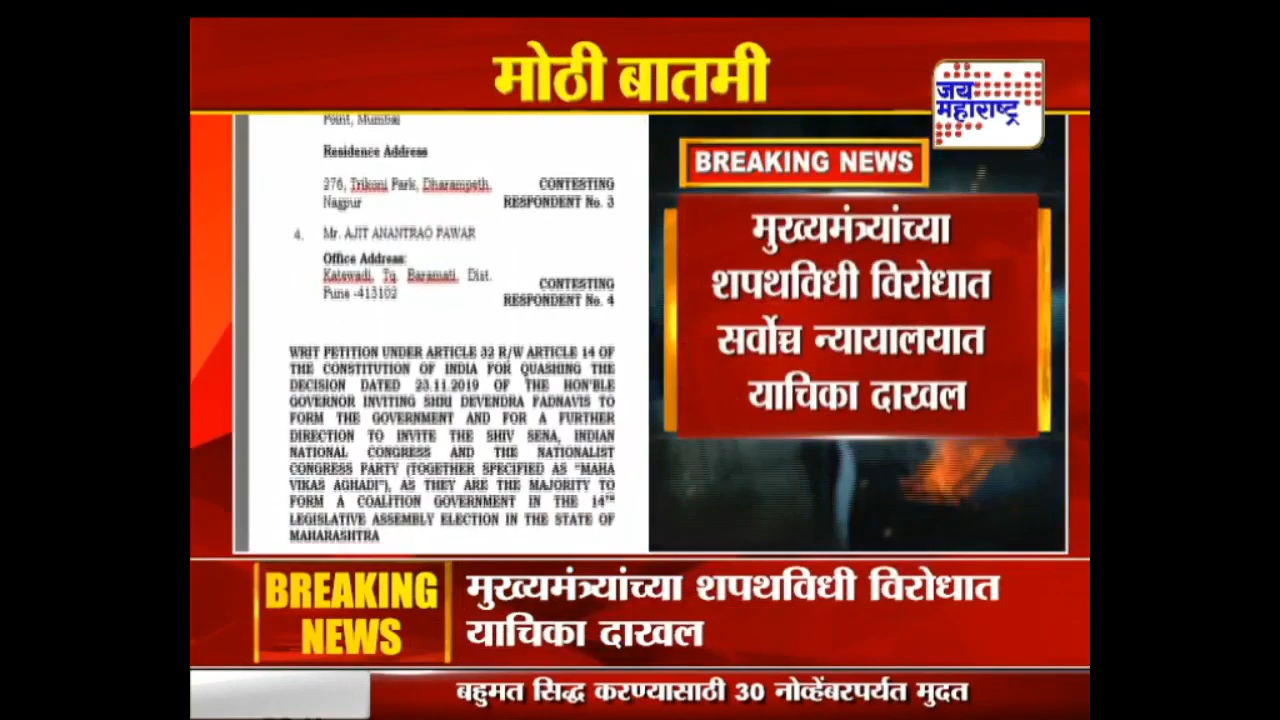 मोठी बातमी
जय
महाराष्ट्र
Point, Mumbai
Residence Address
276, Trikoni Park, Dharampeth,
Nagpur
CONTESTING
RESPONDENT No. 3
4. Mr. AJIT ANANTRAO PAWAR
Office Address:
Katewadi, Tq. Baramati, Dist.
Pune -413102
CONTESTING
RESPONDENT No. 4
WRIT PETITION UNDER ARTICLE 32 R/W ARTICLE 14 OF
THE CONSTITUTION OF INDIA FOR QUASHING THE
DECISION DATED 23.11.2019 OF THE HON'BLE
GOVERNOR INVITING SHRI DEVENDRA FADNAVIS TO
FORM THE GOVERNMENT AND FOR A FURTHER
DIRECTION TO INVITE THE SHIV SENA, INDIAN
NATIONAL CONGRESS AND THE NATIONALIST
CONGRESS PARTY (TOGETHER SPECIFIED AS "MAHA
VIKAS AGHADI"), AS THEY ARE THE MAJORITY TO
FORM A COALITION GOVERNMENT IN THE 14TH
LEGISLATIVE ASSEMBLY ELECTION IN THE STATE OF
MAHARASHTRA
BREAKING NEWS
मुख्यमंत्र्यांच्या
शपथविधी विरोधात
सर्वोच्च न्यायालयात
याचिका दाखल
BREAKING
NEWS
मुख्यमंत्र्यांच्या शपथविधी विरोधात
याचिका दाखल
बहुमत सिद्ध करण्यासाठी 30 नोव्हेंबरपर्यत मुदत